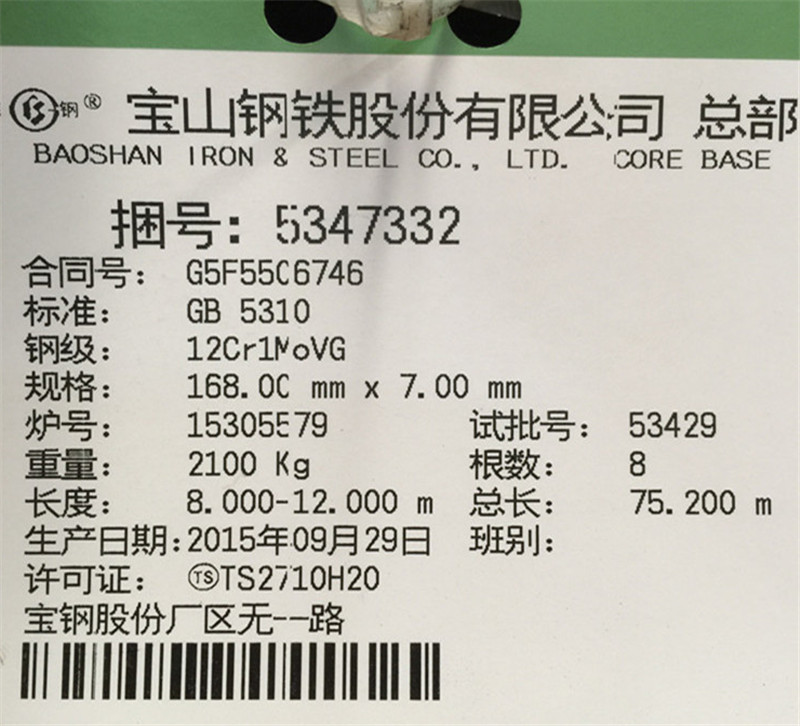 钢® 宝山钢铁股份有限公司 总部
BAOSHAN IRON & STEEL CO., LTD. CORE BASE
捆号: 5347332
合同号: G5F55C6746
标准: GB 5310
钢级: 12Cr1MoVG
规格: 168.00 mm x 7.00 mm
炉号: 15305579 试批号: 53429
重量: 2100 Kg 根数: 8
长度: 8.000-12.000 m 总长: 75.200 m
生产日期:2015年09月29日 班别:
许可证: TS TS2710H20
宝钢股份厂区无一路